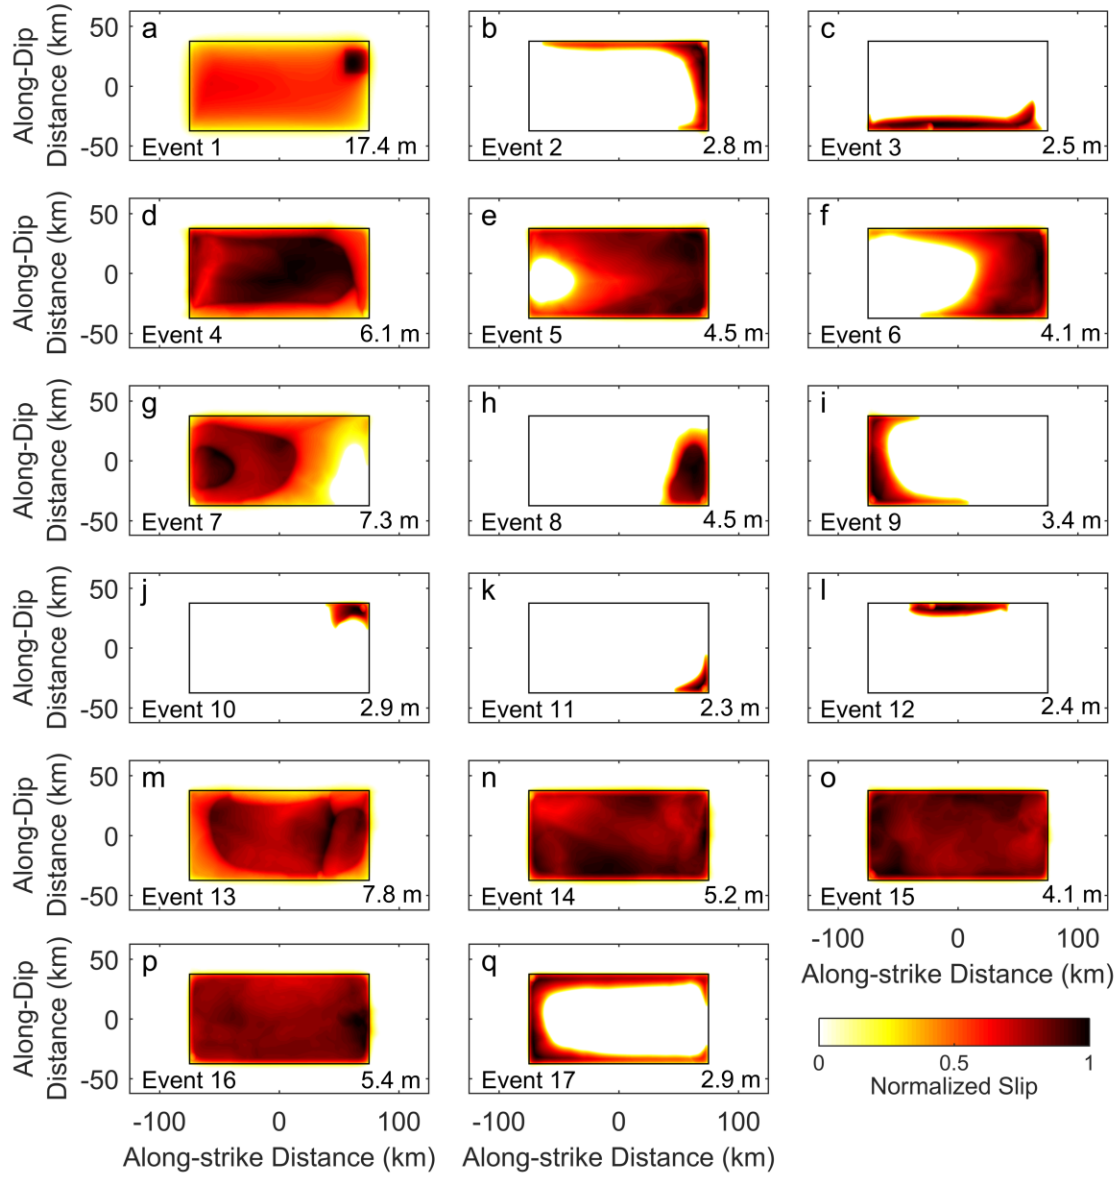 a
b
c
50
0
-50
Along-Dip
Distance (km)
Event 1
17.4 m
Event 2
2.8 m
Event 3
2.5 m
d
e
f
50
0
-50
Along-Dip
Distance (km)
Event 4
6.1 m
Event 5
4.5 m
Event 6
4.1 m
g
h
i
50
0
-50
Along-Dip
Distance (km)
Event 7
7.3 m
Event 8
4.5 m
Event 9
3.4 m
j
k
l
50
0
-50
Along-Dip
Distance (km)
Event 10
2.9 m
Event 11
2.3 m
Event 12
2.4 m
m
n
o
50
0
-50
Along-Dip
Distance (km)
Event 13
7.8 m
Event 14
5.2 m
Event 15
4.1 m
-100 0 100
Along-strike Distance (km)
p
q
50
0
-50
Along-Dip
Distance (km)
Event 16
5.4 m
Event 17
2.9 m
-100 0 100
Along-strike Distance (km)
-100 0 100
Along-strike Distance (km)
0 0.5 1
Normalized Slip